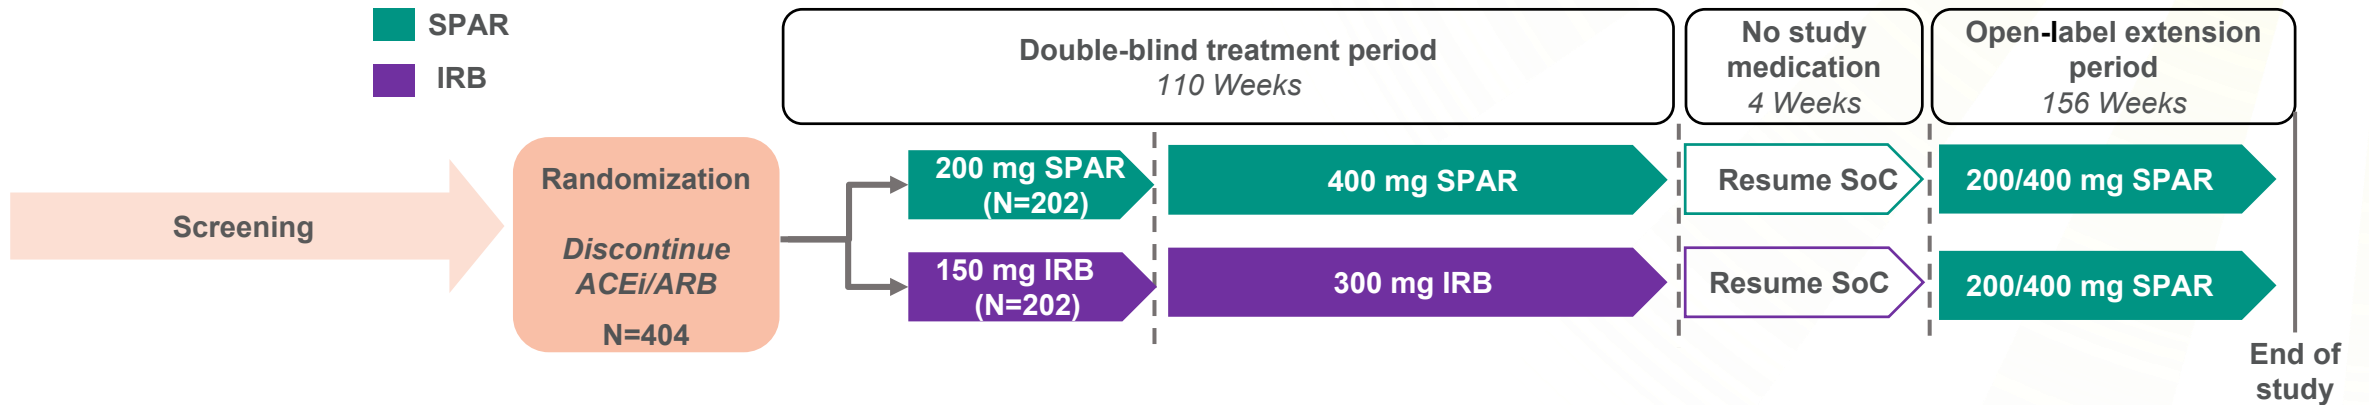 SPAR
IRB
Double-blind treatment period
110 Weeks
No study
medication
4 Weeks
Open-label extension
period
156 Weeks
Screening
Randomization
Discontinue
ACEi/ARB
N=404
200 mg SPAR
(N=202)
400 mg SPAR
Resume SoC
200/400 mg SPAR
150 mg IRB
(N=202)
300 mg IRB
Resume SoC
200/400 mg SPAR
End of
study